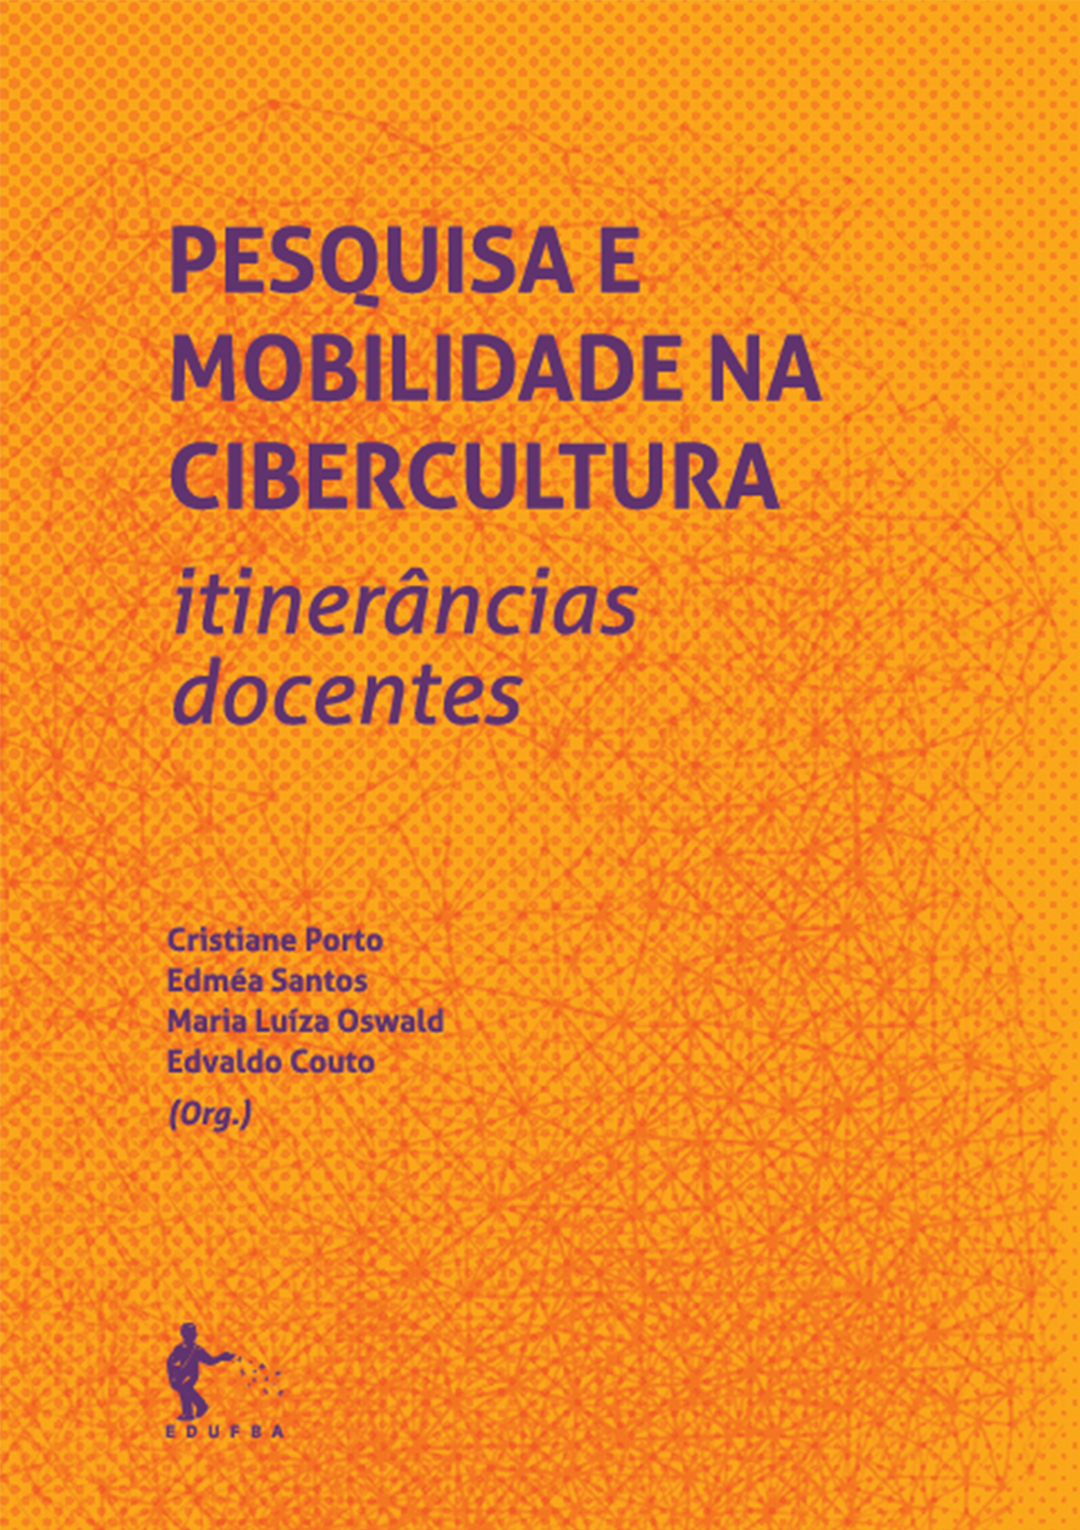 PESQUISA E
MOBILIDADE NA
CIBERCULTURA
itinerâncias
docentes
Cristiane Porto
Edméa Santos
Maria Luíza Oswald
Edvaldo Couto
(Org.)
EDUFBA